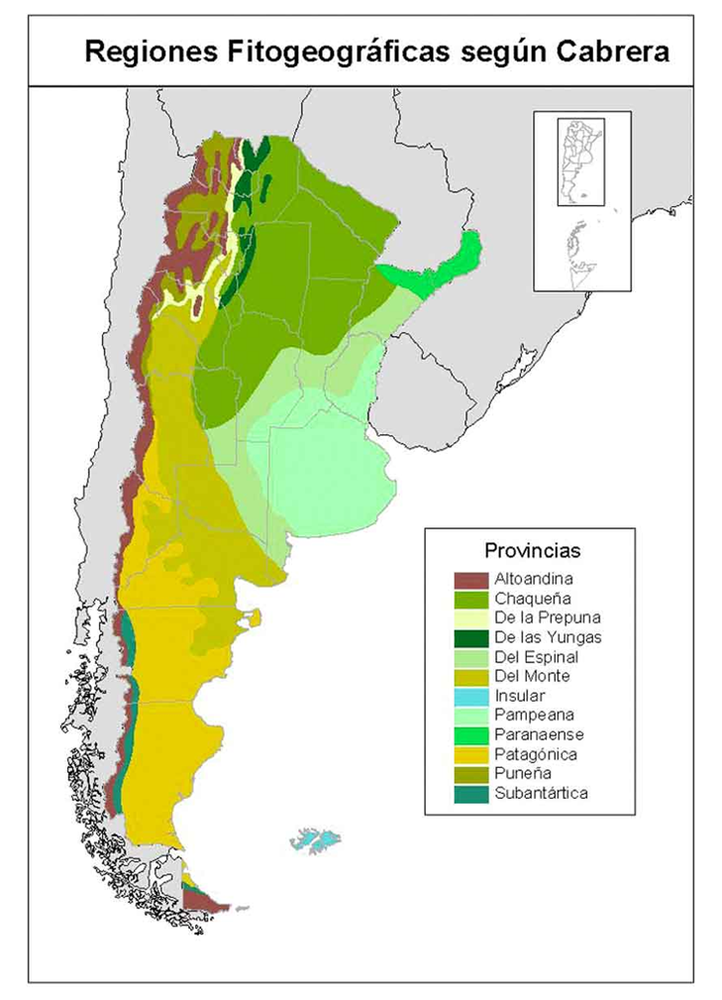 Regiones Fitogeográficas según Cabrera
Provincias
Altoandina
Chaqueña
De la Prepuna
De las Yungas
Del Espinal
Del Monte
Insular
Pampeana
Paranaense
Patagónica
Puneña
Subantártica